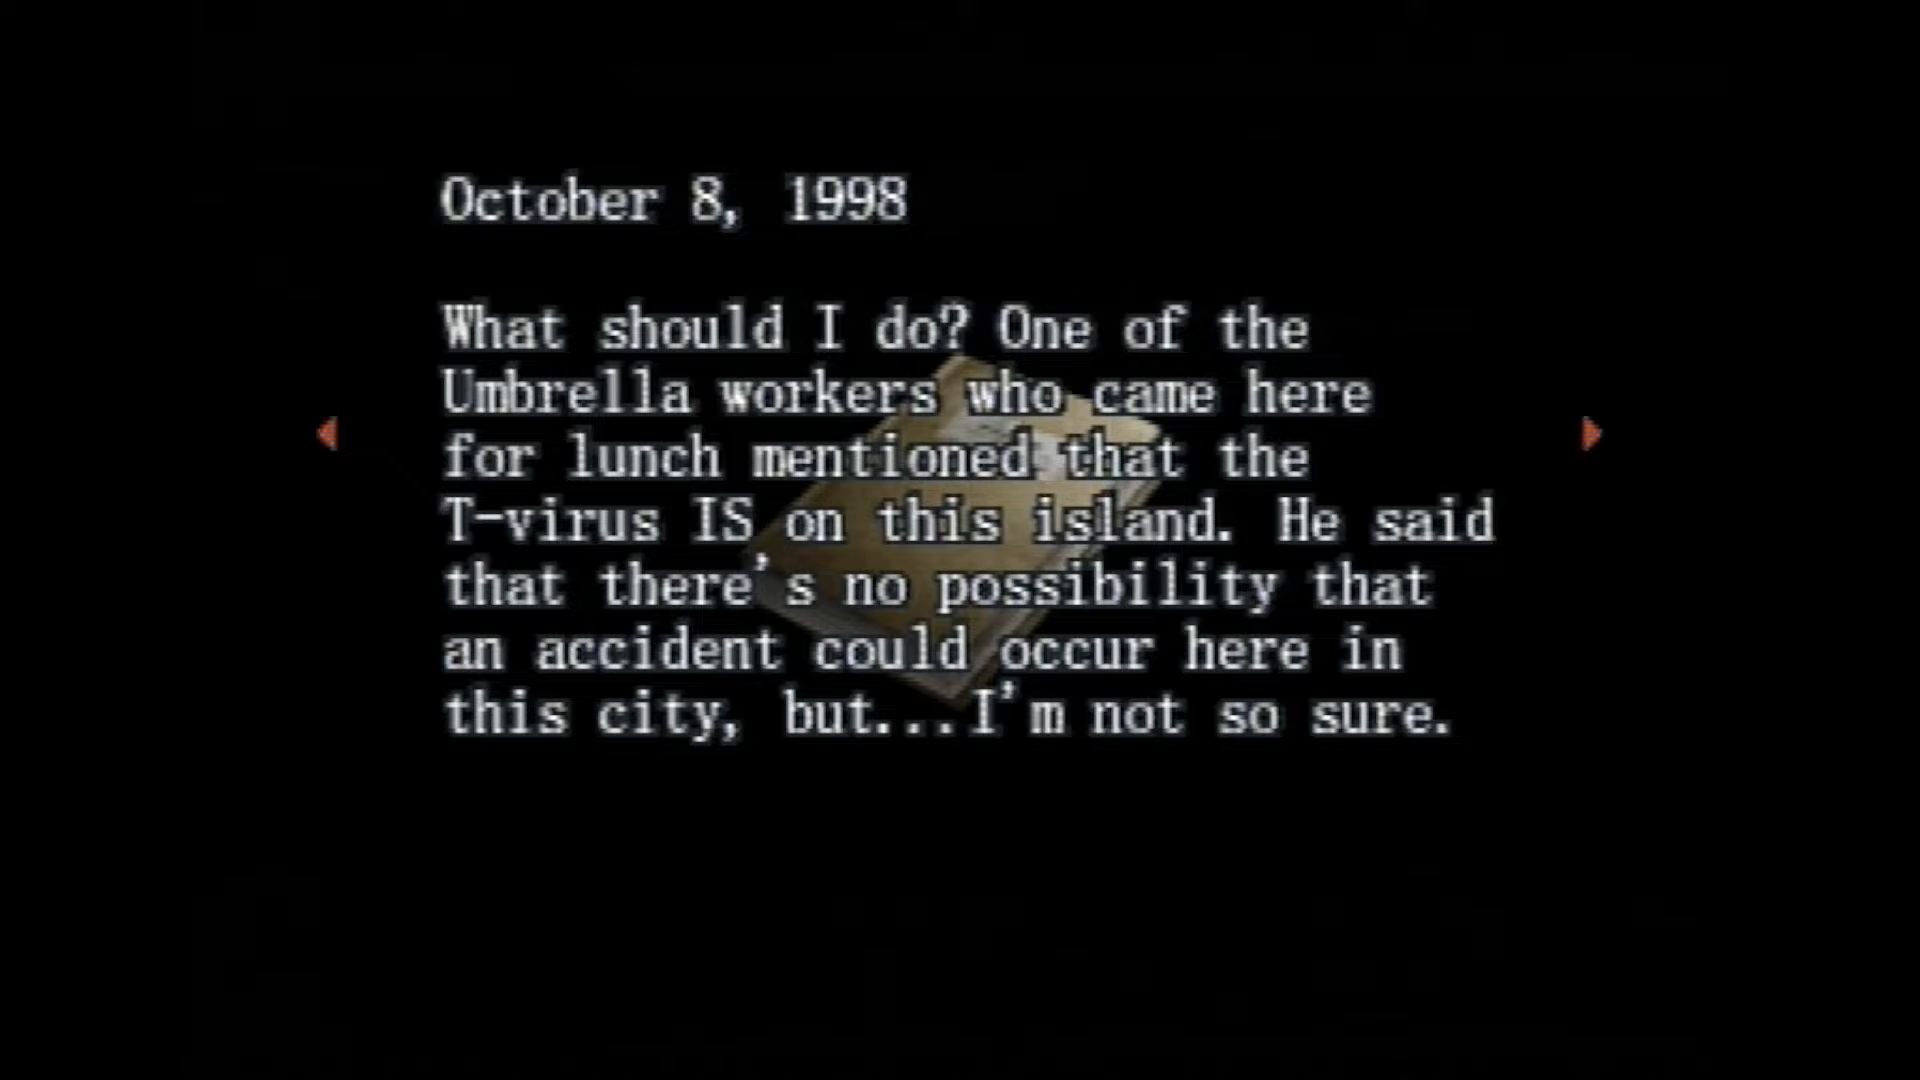 October 8, 1998
What should I do? One of the
Umbrella workers who came here
for lunch mentioned that the
T-virus IS on this island. He said
that there's no possibility that
an accident could occur here in
this city, but...I'm not so sure.